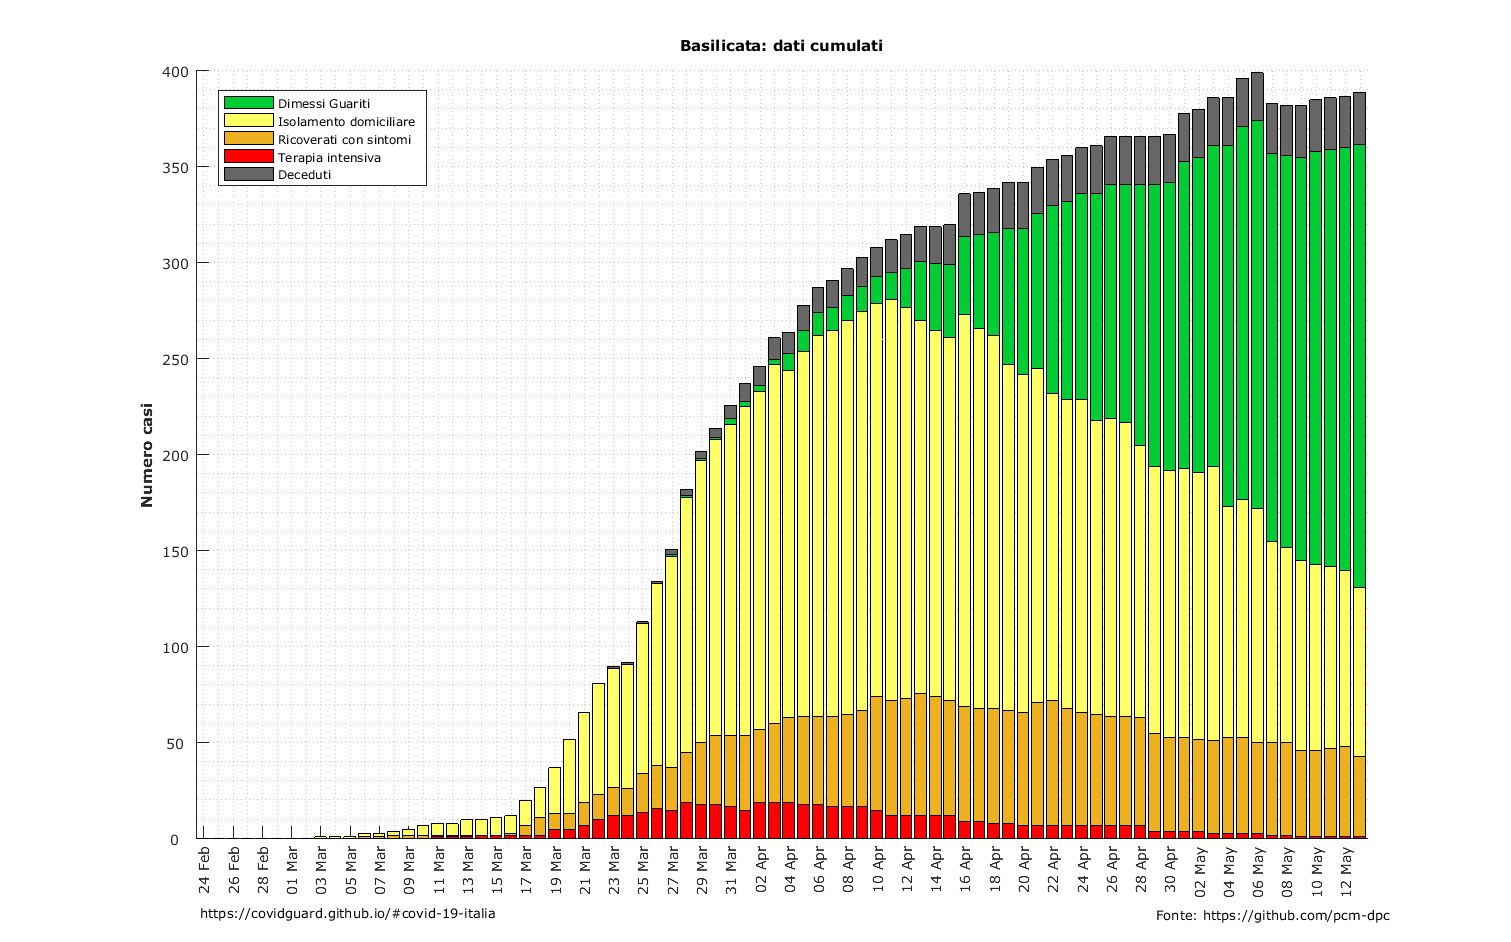 Basilicata: dati cumulati
Dimessi Guariti
Isolamento domiciliare
Ricoverati con sintomi
Terapia intensiva
Deceduti
Numero casi
400
350
300
250
200
150
100
50
0
24 Feb
26 Feb
28 Feb
01 Mar
03 Mar
05 Mar
07 Mar
09 Mar
11 Mar
13 Mar
15 Mar
17 Mar
19 Mar
21 Mar
23 Mar
25 Mar
27 Mar
29 Mar
31 Mar
02 Apr
04 Apr
06 Apr
08 Apr
10 Apr
12 Apr
14 Apr
16 Apr
18 Apr
20 Apr
22 Apr
24 Apr
26 Apr
28 Apr
30 Apr
02 May
04 May
06 May
08 May
10 May
12 May
https://covidguard.github.io/#covid-19-italia
Fonte: https://github.com/pcm-dpc